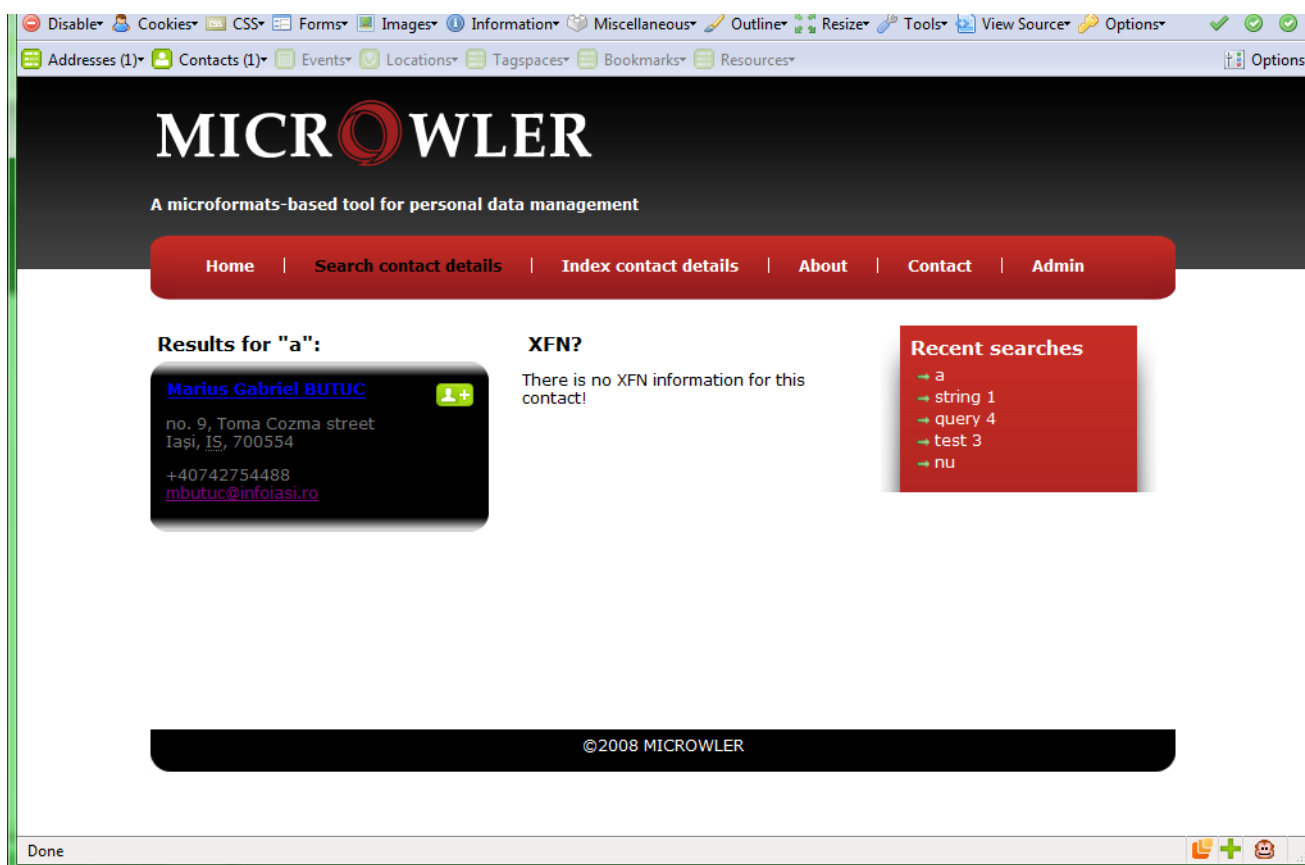 Disable Cookies CSS Forms Images Information Miscellaneous Outline Resize Tools View Source Options
Addresses (1) Contacts (1) Events Locations Tagspaces Bookmarks Resources Options
MICROWLER
A microformats-based tool for personal data management
Home | Search contact details | Index contact details | About | Contact | Admin
Results for "a":
Marius Gabriel BUTUC
no. 9, Toma Cozma street
Iași, IS, 700554
+40742754488
mbutuc@infoiasi.ro
XFN?
There is no XFN information for this
contact!
Recent searches
a
string 1
query 4
test 3
nu
©2008 MICROWLER
Done